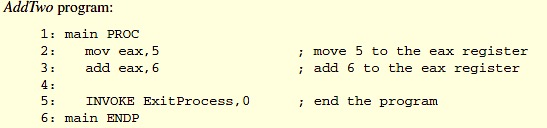 AddTwo program:
1: main PROC
2:    mov eax,5                ; move 5 to the eax register
3:    add eax,6                ; add 6 to the eax register
4:
5:    INVOKE ExitProcess,0     ; end the program
6: main ENDP